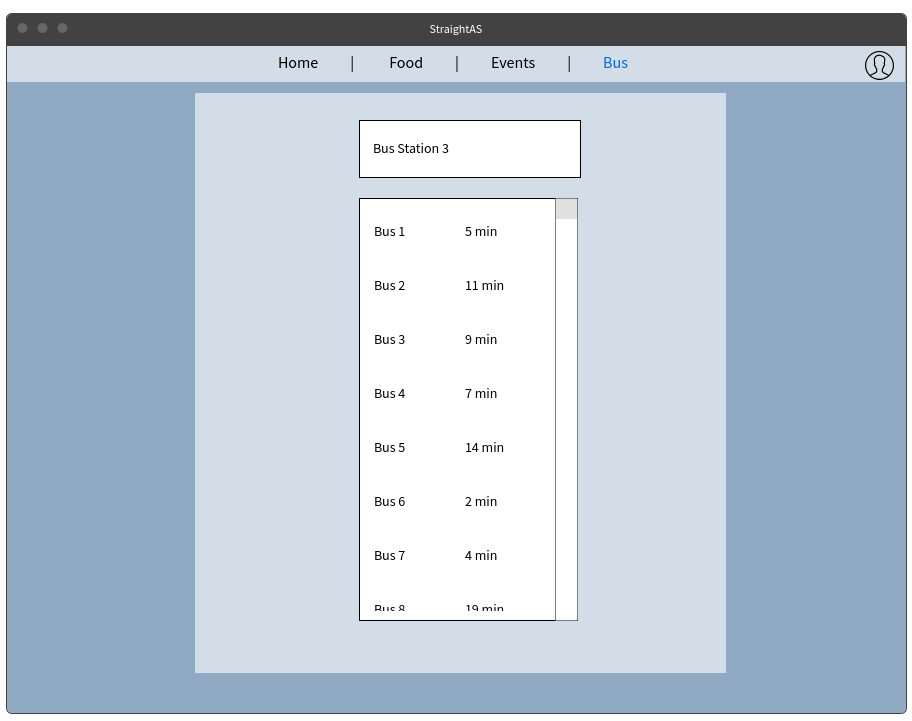 StraightAS
Home | Food | Events | Bus
Bus Station 3
Bus 1 5 min
Bus 2 11 min
Bus 3 9 min
Bus 4 7 min
Bus 5 14 min
Bus 6 2 min
Bus 7 4 min
Bus 8 19 min